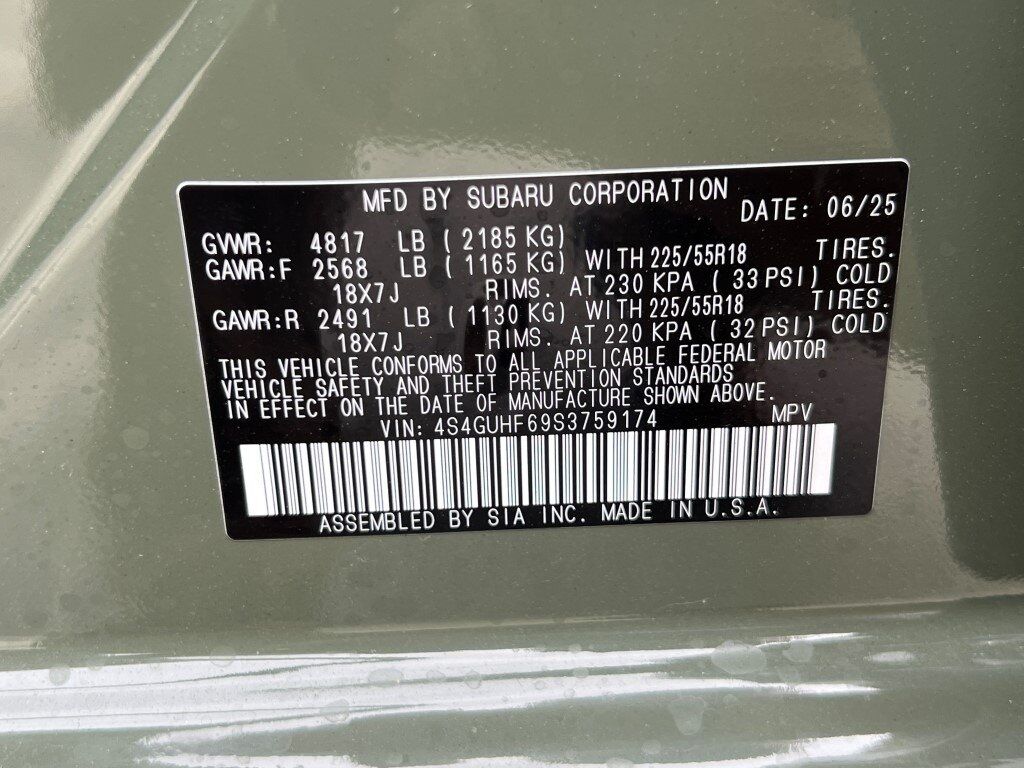 MFD BY SUBARU CORPORATION DATE: 06/25
GVWR: 4817 LB ( 2185 KG)
GAWR:F 2568 LB ( 1165 KG) WITH 225/55R18 TIRES.
18X7J RIMS. AT 230 KPA ( 33 PSI) COLD
GAWR:R 2491 LB ( 1130 KG) WITH 225/55R18 TIRES.
18X7J RIMS. AT 220 KPA ( 32 PSI) COLD
THIS VEHICLE CONFORMS TO ALL APPLICABLE FEDERAL MOTOR
VEHICLE SAFETY AND THEFT PREVENTION STANDARDS
IN EFFECT ON THE DATE OF MANUFACTURE SHOWN ABOVE.
VIN: 4S4GUHF69S3759174 MPV
ASSEMBLED BY SIA INC. MADE IN U.S.A.